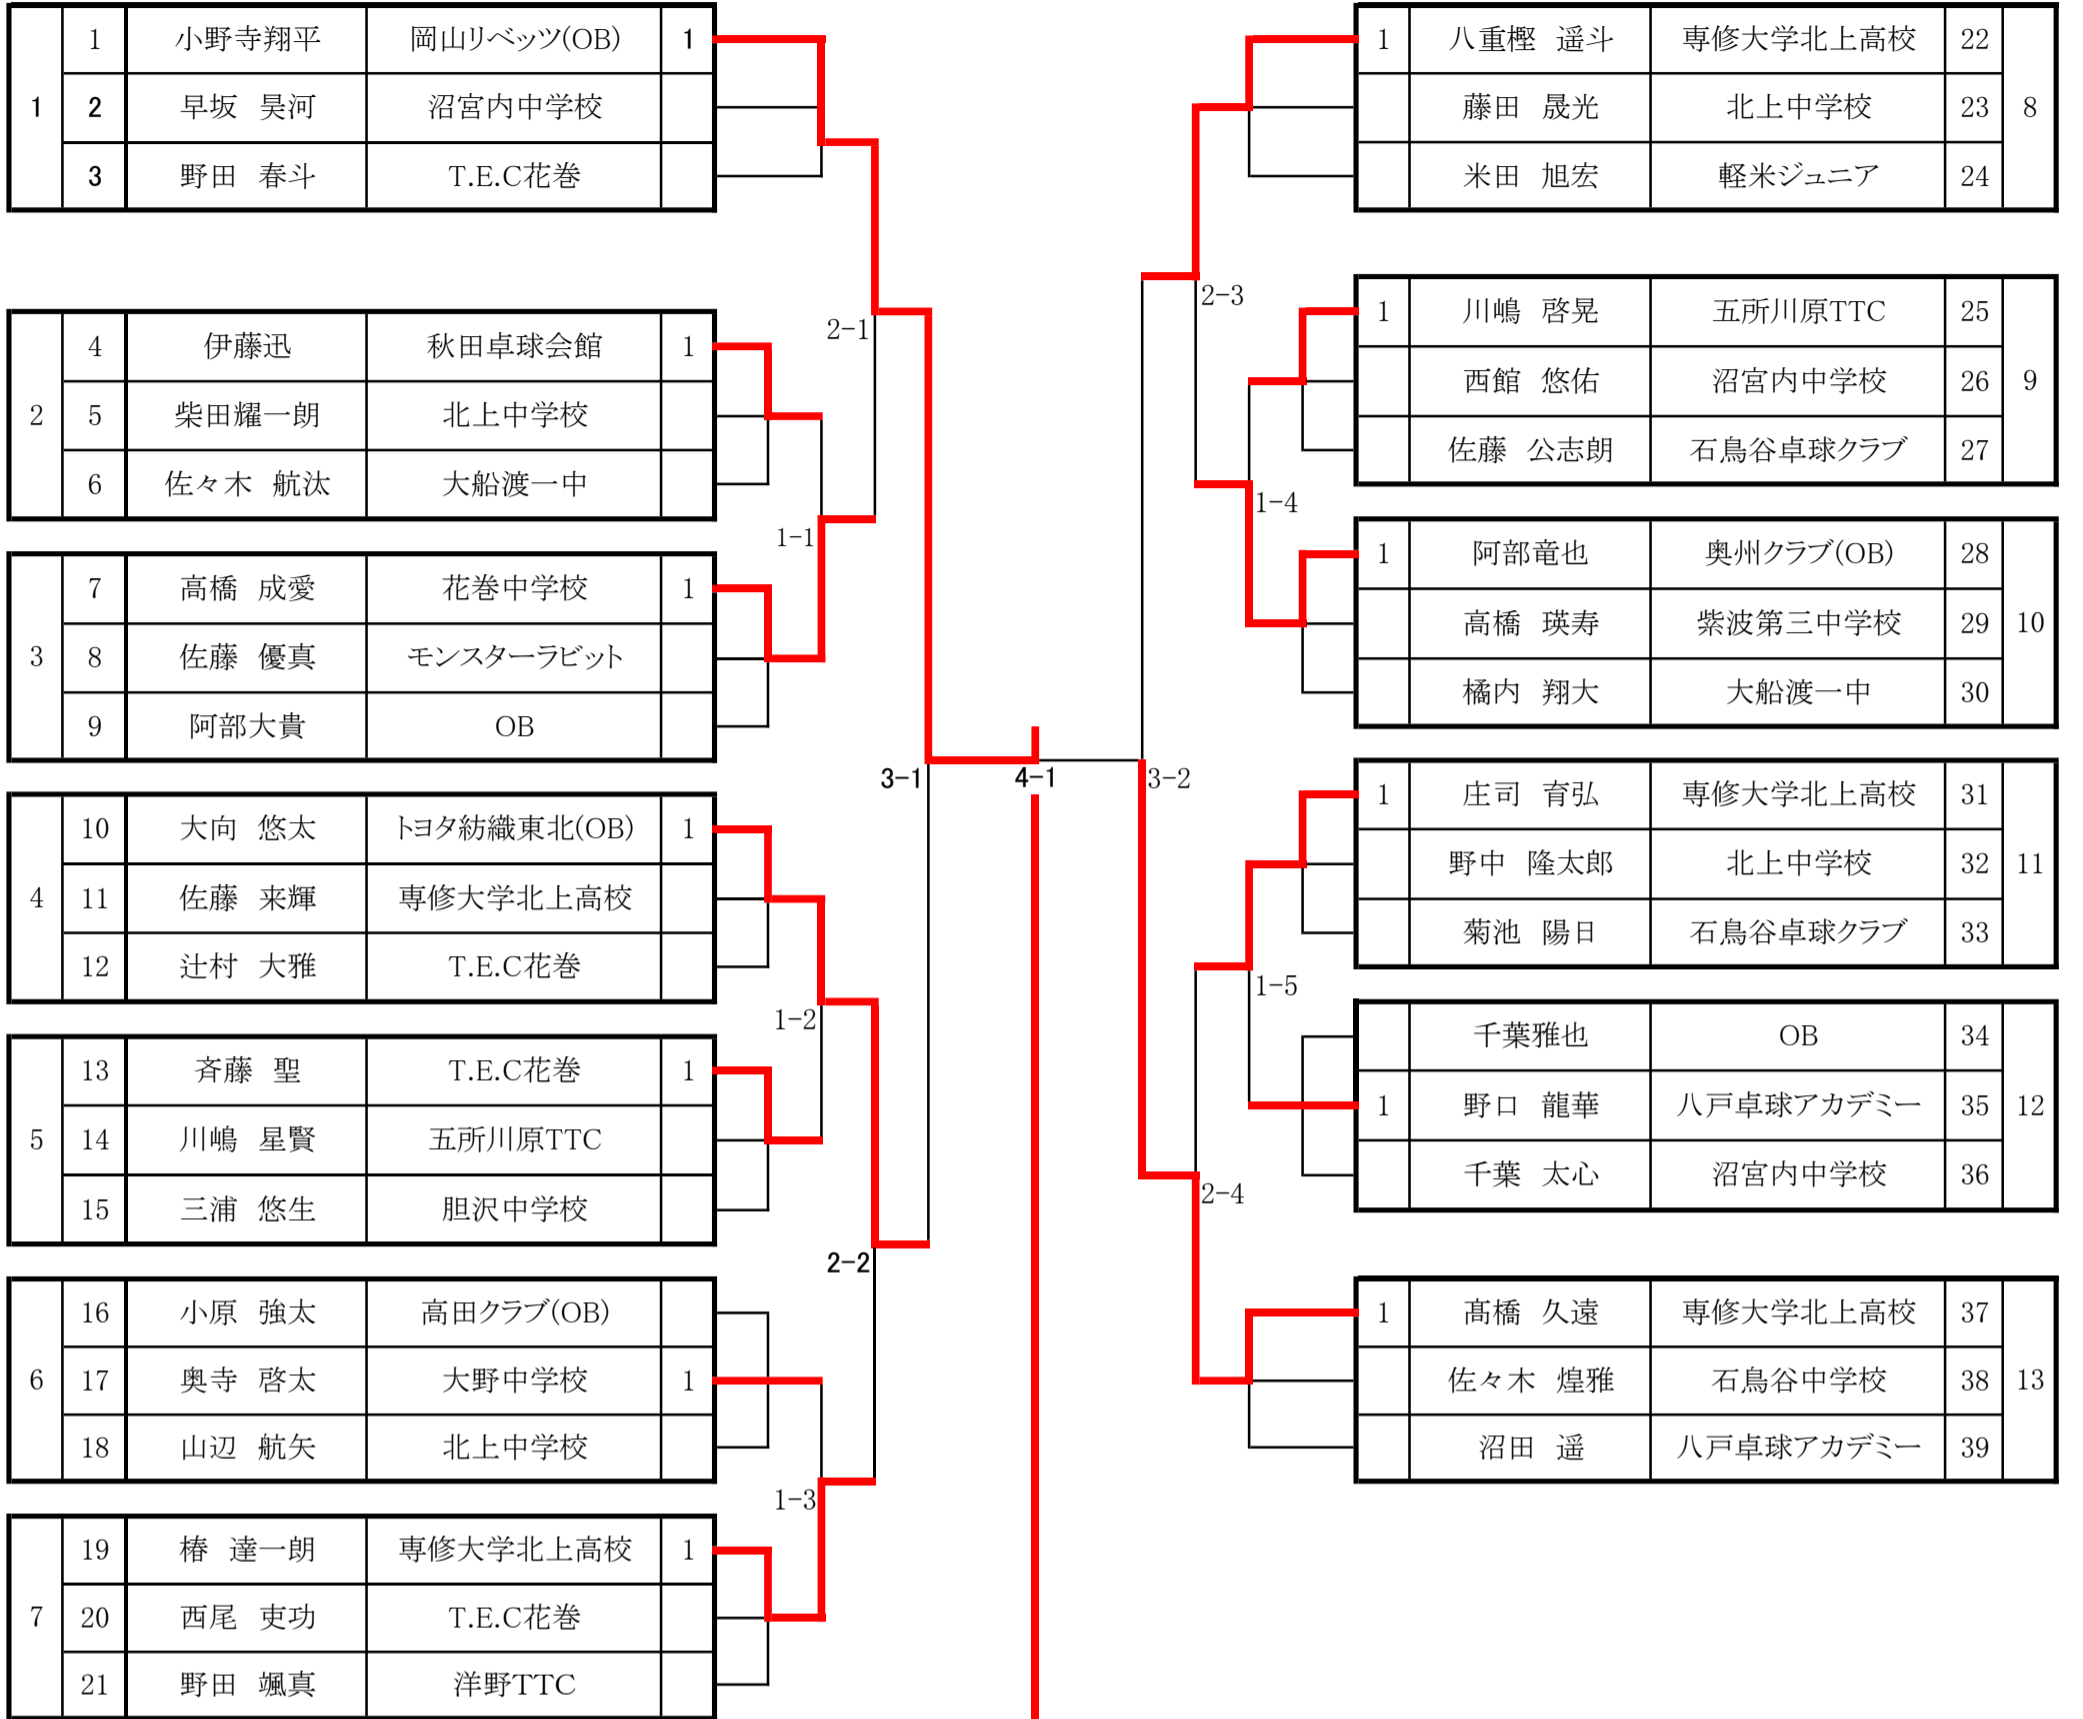 1 小野寺翔平 岡山リベッツ(OB) 1
1 2 早坂 昊河 沼宮内中学校
3 野田 春斗 T.E.C花巻
2-1
4 伊藤迅 秋田卓球会館 1
2 5 柴田耀一朗 北上中学校
6 佐々木 航汰 大船渡一中
1-1
7 高橋 成愛 花巻中学校 1
3 8 佐藤 優真 モンスターラビット
9 阿部大貴 OB
3-1
10 大向 悠太 トヨタ紡織東北(OB) 1
4 11 佐藤 来輝 専修大学北上高校
12 辻村 大雅 T.E.C花巻
1-2
13 斉藤 聖 T.E.C花巻 1
5 14 川嶋 星賢 五所川原TTC
15 三浦 悠生 胆沢中学校
2-2
16 小原 強太 高田クラブ(OB)
6 17 奥寺 啓太 大野中学校 1
18 山辺 航矢 北上中学校
1-3
19 椿 達一朗 専修大学北上高校 1
7 20 西尾 吏功 T.E.C花巻
21 野田 颯真 洋野TTC
4-1
1 八重樫 遥斗 専修大学北上高校 22
藤田 晟光 北上中学校 23 8
米田 旭宏 軽米ジュニア 24
2-3
1 川嶋 啓晃 五所川原TTC 25
西館 悠佑 沼宮内中学校 26 9
佐藤 公志朗 石鳥谷卓球クラブ 27
1-4
1 阿部竜也 奥州クラブ(OB) 28
高橋 瑛寿 紫波第三中学校 29 10
橘内 翔大 大船渡一中 30
3-2
1 庄司 育弘 専修大学北上高校 31
野中 隆太郎 北上中学校 32 11
菊池 陽日 石鳥谷卓球クラブ 33
1-5
千葉雅也 OB 34
1 野口 龍華 八戸卓球アカデミー 35 12
千葉 太心 沼宮内中学校 36
2-4
1 髙橋 久遠 専修大学北上高校 37
佐々木 煌雅 石鳥谷中学校 38 13
沼田 遥 八戸卓球アカデミー 39